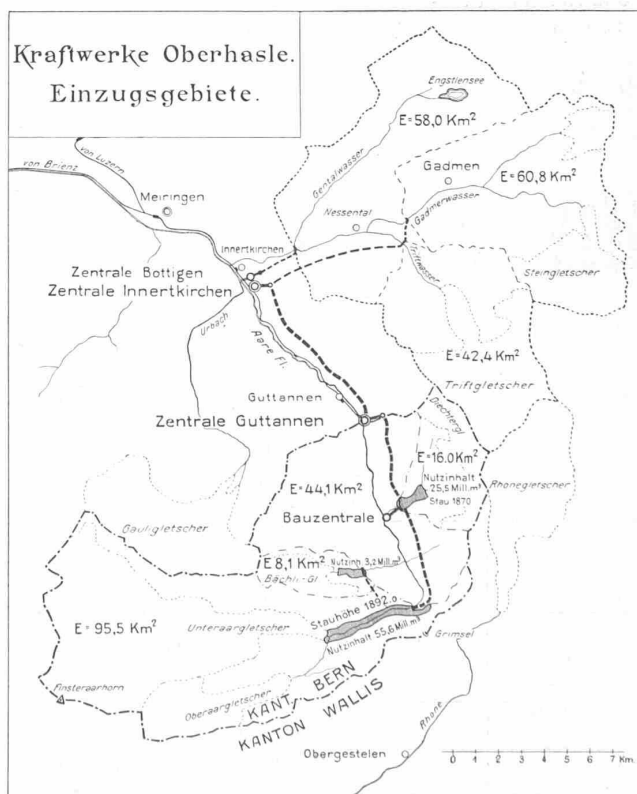 Kraftwerke Oberhasle.
Einzugsgebiete.
Engstlensee
E=58,0 Km²
von Luzern
von Brienz
Gentalwasser
Gadmen
E=60,8 Km²
Meiringen
Nessental
Gadmerwasser
Innertkirchen
Triftwasser
Zentrale Bottigen
Zentrale Innertkirchen
Steingletscher
Urbach
Aare Fl.
E=42,4 Km²
Triftgletscher
Guttannen
Diechtergl
Zentrale Guttannen
E=16.0Km²
Rhonegletscher
E=44,1 Km²
Nutzinhalt
25,5 Mill.m³
Stau 1870
Bauzentrale
Gauligletscher
E 8,1 Km²
Nutzinh. 3,2 Mill.m³
Bächli-Gl
Stauhöhe 1892.0
E= 95,5 Km²
Unteraargletscher
Nutzinhalt 55,6 Mill.m³
Grimsel
Finsteraarhorn
Oberaargletscher
KANT. BERN
KANTON WALLIS
Rhone
Obergestelen
0 1 2 3 4 5 6 7 Km.